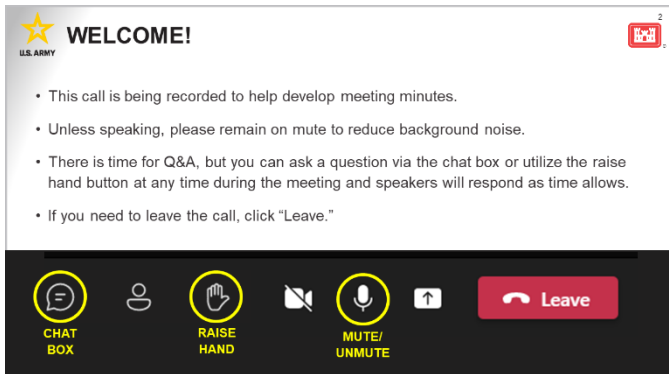 2
WELCOME!
U.S. ARMY
• This call is being recorded to help develop meeting minutes.
• Unless speaking, please remain on mute to reduce background noise.
• There is time for Q&A, but you can ask a question via the chat box or utilize the raise
hand button at any time during the meeting and speakers will respond as time allows.
• If you need to leave the call, click “Leave.”
Leave
CHAT
BOX
RAISE
HAND
MUTE/
UNMUTE